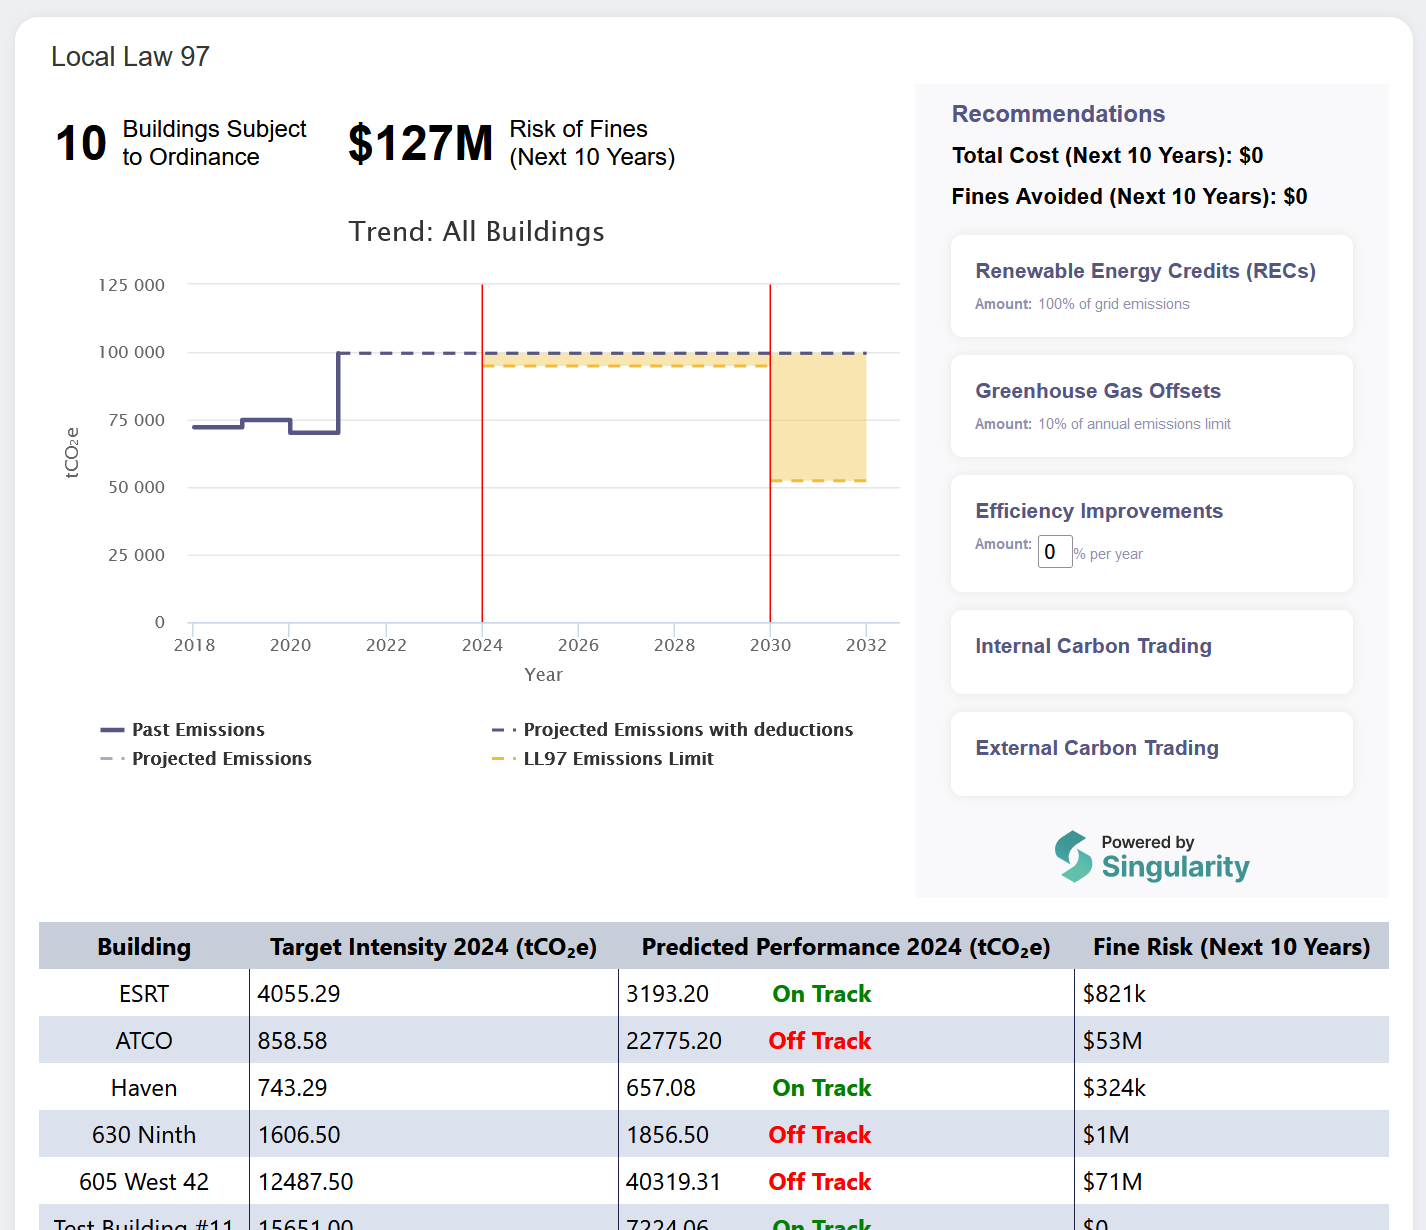 Local Law 97
10 Buildings Subject to Ordinance
$127M Risk of Fines (Next 10 Years)
Trend: All Buildings
125 000
100 000
75 000
50 000
25 000
0
tCO₂e
2018 2020 2022 2024 2026 2028 2030 2032
Year
Past Emissions
Projected Emissions with deductions
Projected Emissions
LL97 Emissions Limit
Recommendations
Total Cost (Next 10 Years): $0
Fines Avoided (Next 10 Years): $0
Renewable Energy Credits (RECs)
Amount: 100% of grid emissions
Greenhouse Gas Offsets
Amount: 10% of annual emissions limit
Efficiency Improvements
Amount: 0 % per year
Internal Carbon Trading
External Carbon Trading
Powered by
Singularity
Building Target Intensity 2024 (tCO₂e) Predicted Performance 2024 (tCO₂e) Fine Risk (Next 10 Years)
ESRT 4055.29 3193.20 On Track $821k
ATCO 858.58 22775.20 Off Track $53M
Haven 743.29 657.08 On Track $324k
630 Ninth 1606.50 1856.50 Off Track $1M
605 West 42 12487.50 40319.31 Off Track $71M
Test Building #11 15651.00 7224.06 On Track $0